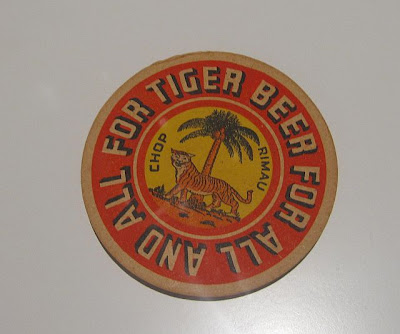 ALL FOR TIGER BEER FOR ALL AND
CHOP RIMAU